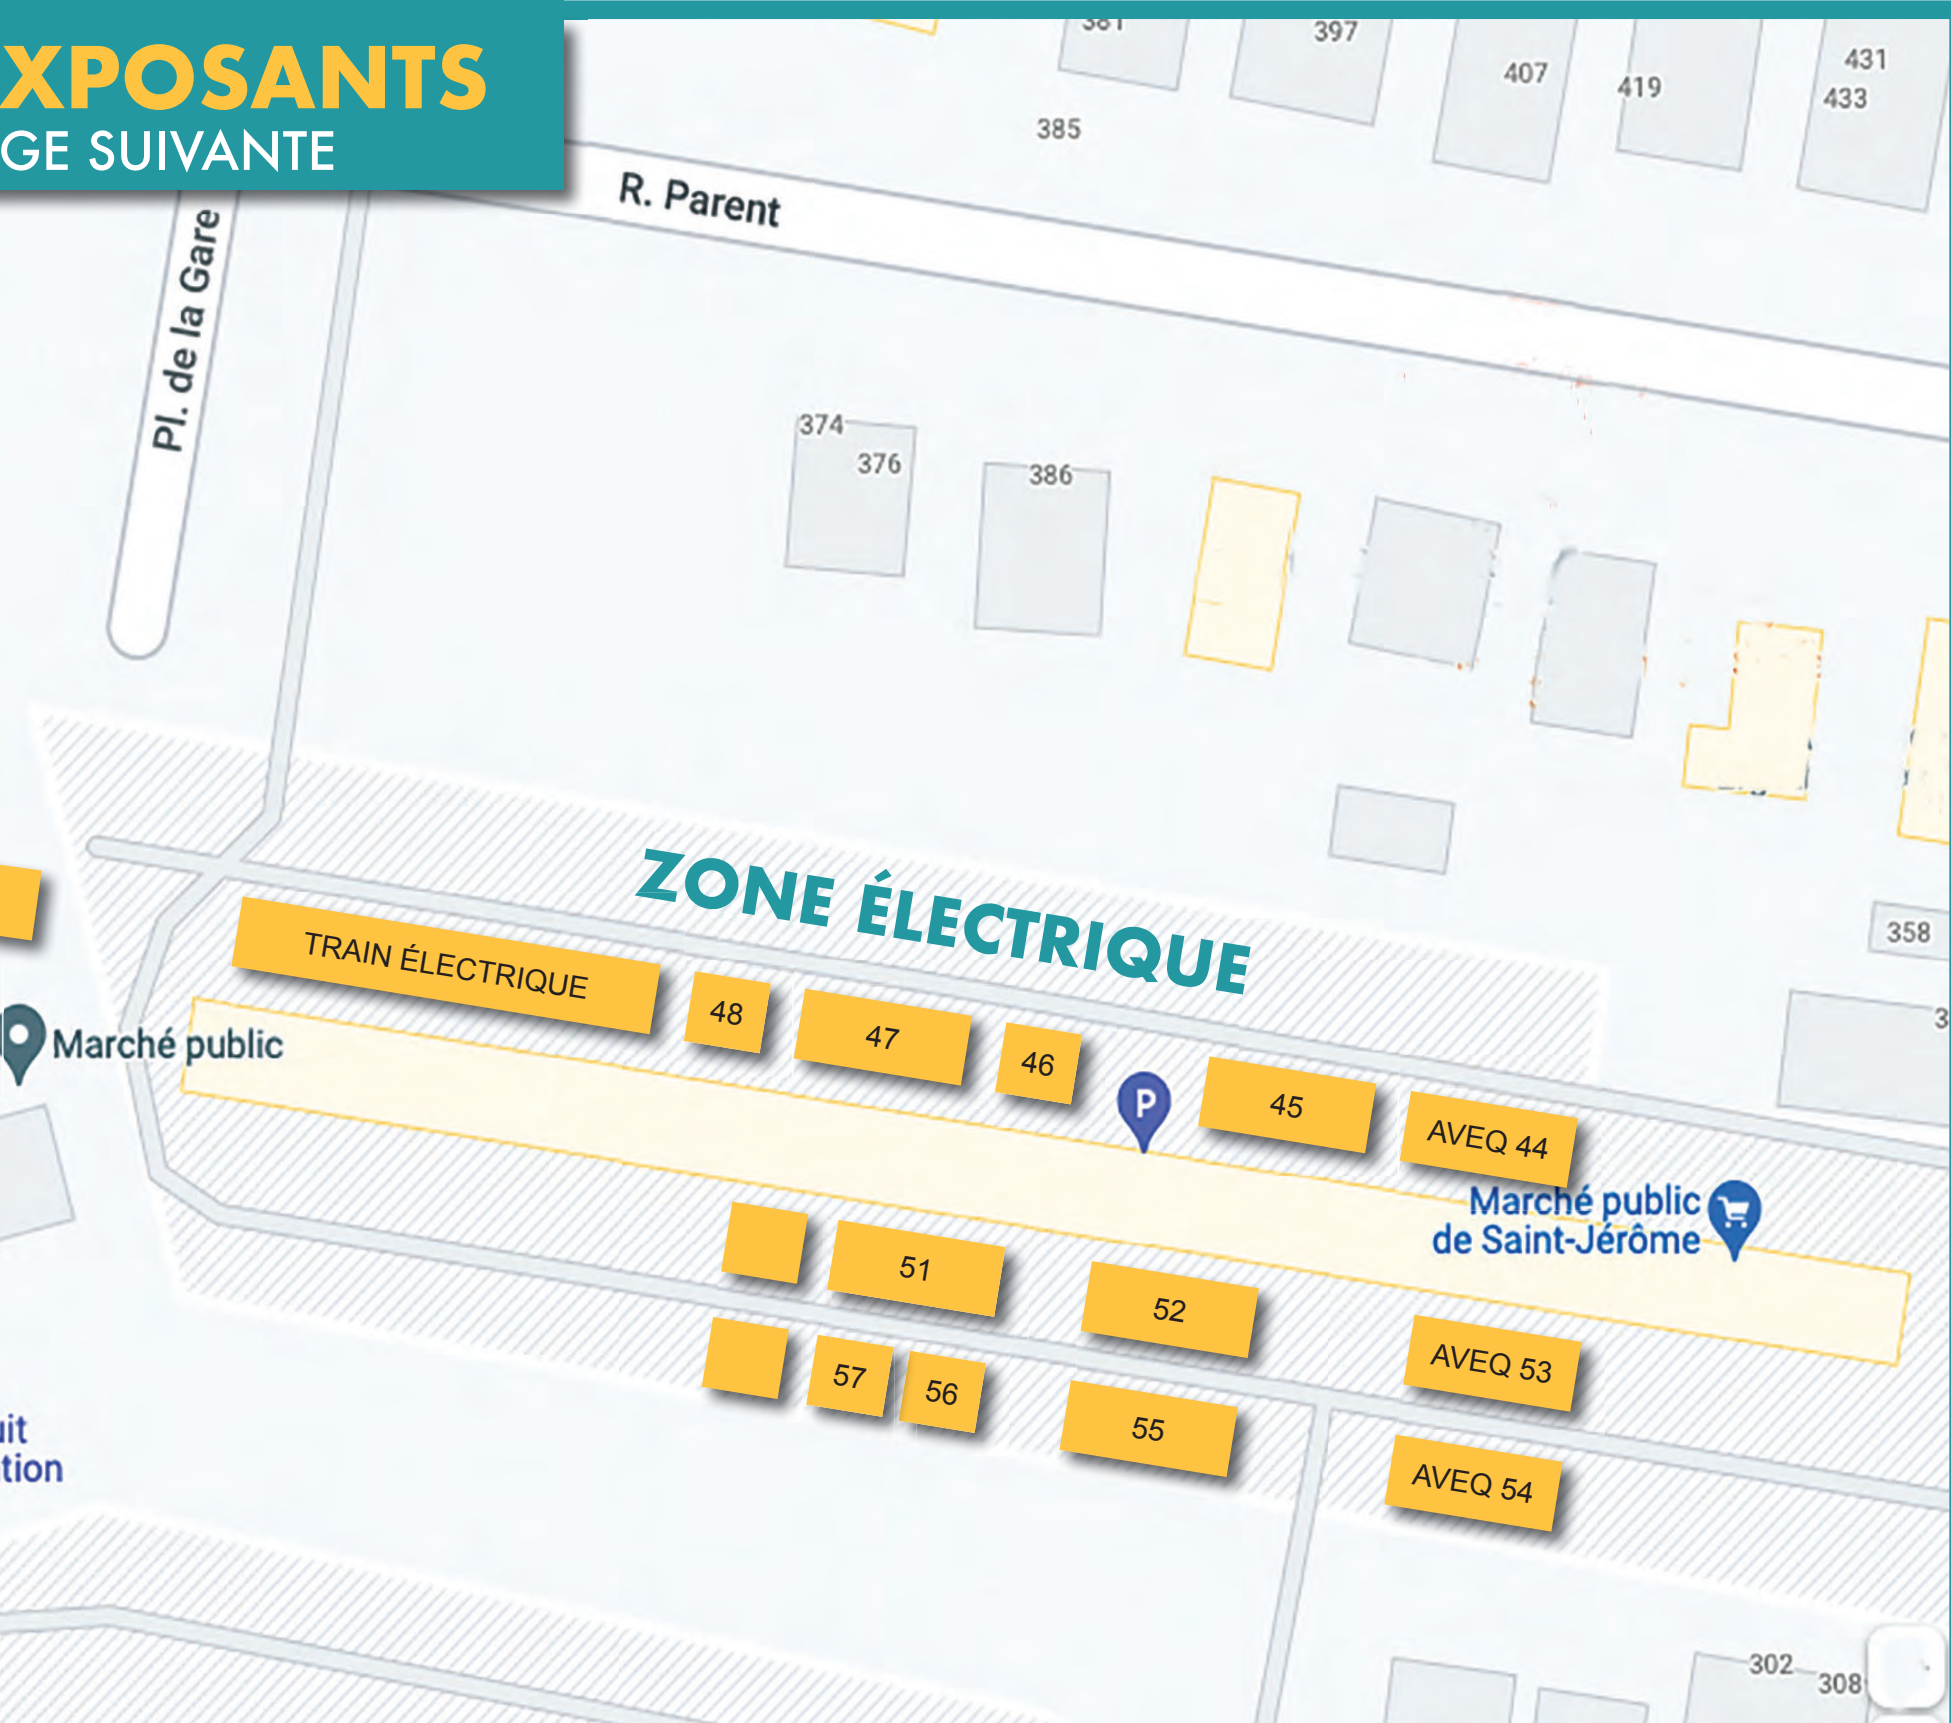 XPOSANTS
GE SUIVANTE
381
397
407
419
431
433
385
R. Parent
Pl. de la Gare
374
376
386
ZONE ÉLECTRIQUE
358
TRAIN ÉLECTRIQUE
48
47
46
P
45
AVEQ 44
Marché public
Marché public
de Saint-Jérôme
51
52
AVEQ 53
57
56
55
AVEQ 54
tion
302
308